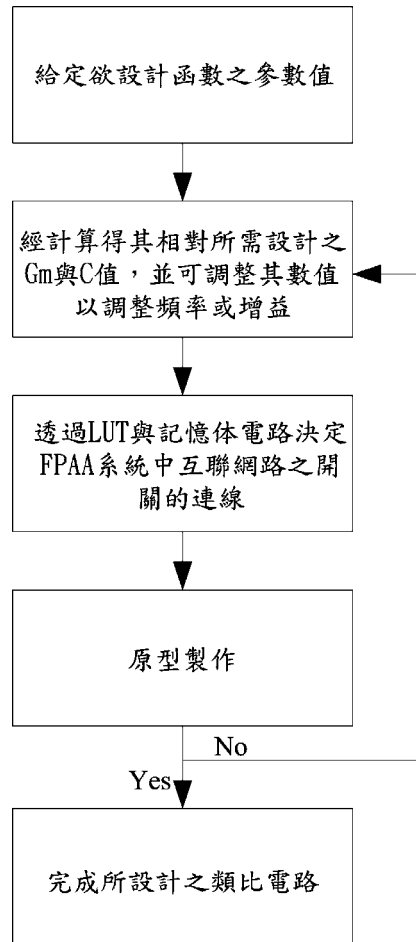 給定欲設計函數之參數值
經計算得其相對所需設計之
Gm與C值，並可調整其數值
以調整頻率或增益
透過LUT與記憶体電路決定
FPAA系統中互聯網路之開
關的連線
原型製作
No
Yes
完成所設計之類比電路